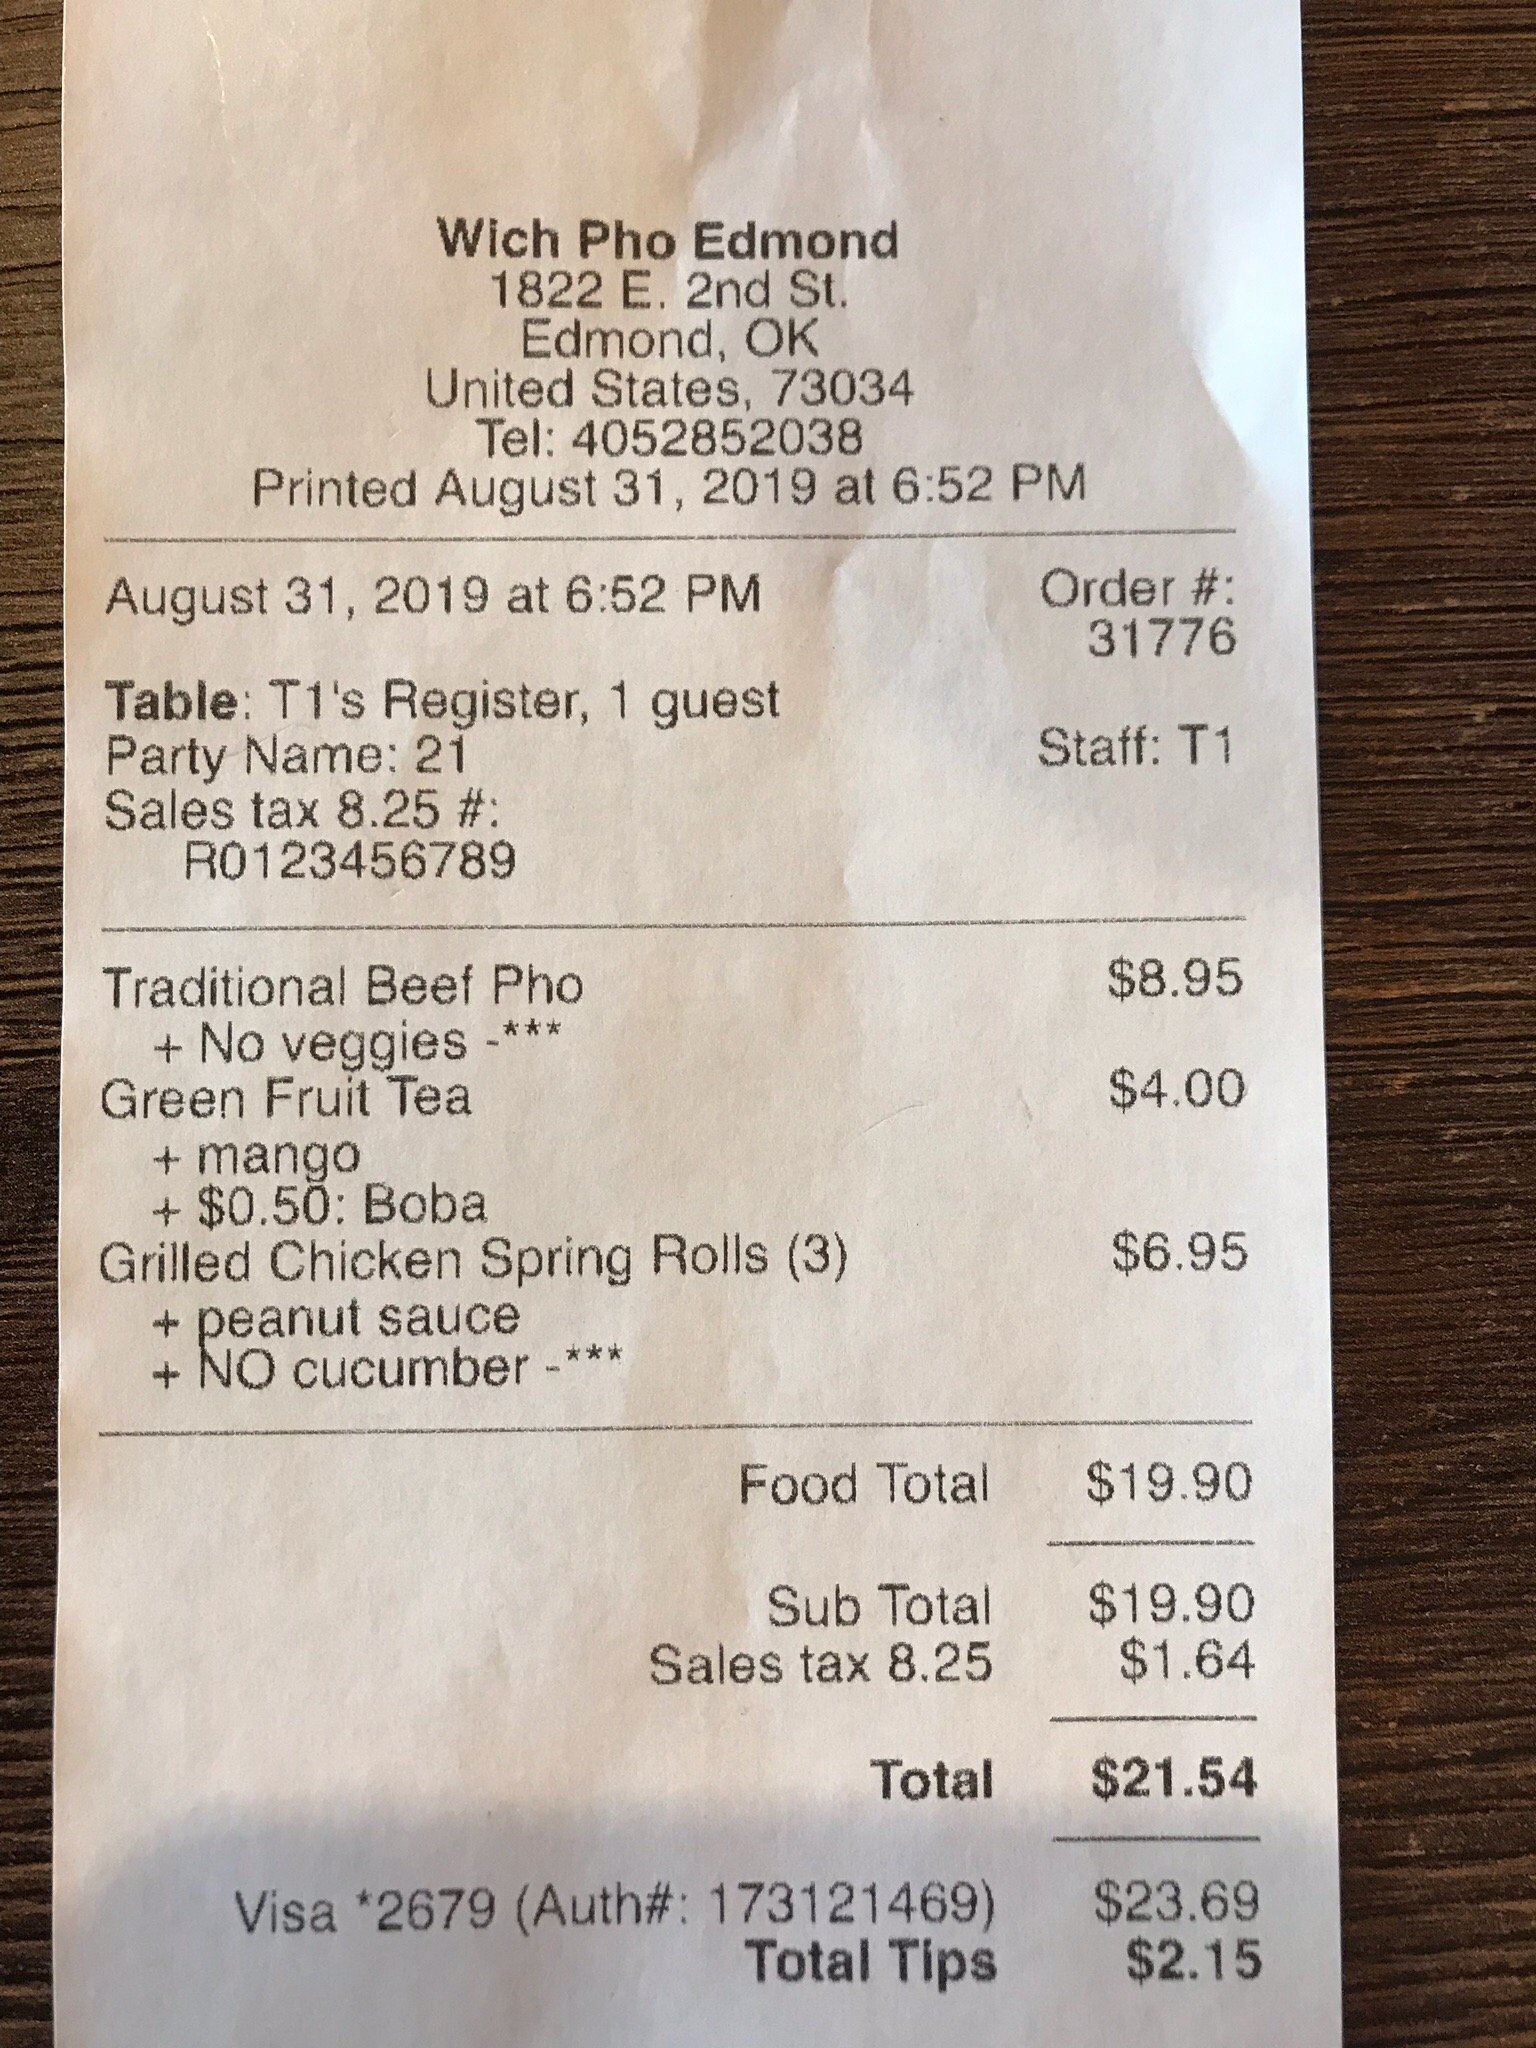 Wich Pho Edmond
1822 E. 2nd St.
Edmond, OK
United States, 73034
Tel: 4052852038
Printed August 31, 2019 at 6:52 PM
August 31, 2019 at 6:52 PM Order #:
31776
Table: T1's Register, 1 guest
Party Name: 21 Staff: T1
Sales tax 8.25 #:
R0123456789
Traditional Beef Pho $8.95
+ No veggies -***
Green Fruit Tea $4.00
+ mango
+ $0.50: Boba
Grilled Chicken Spring Rolls (3) $6.95
+ peanut sauce
+ NO cucumber -***
Food Total $19.90
Sub Total $19.90
Sales tax 8.25 $1.64
Total $21.54
Visa *2679 (Auth#: 173121469) $23.69
Total Tips $2.15